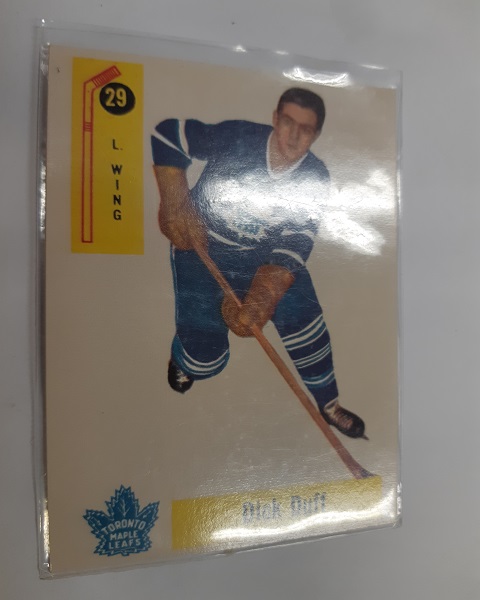 29
L. WING
Dick Duff
TORONTO
MAPLE
LEAFS